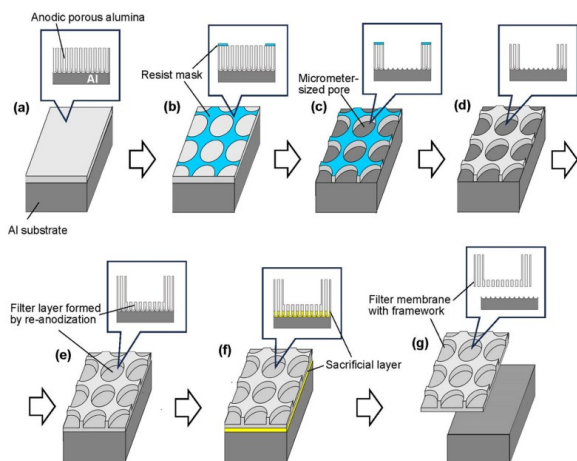 Anodic porous alumina
Al
(a)
Al substrate
Resist mask
(b)
Micrometer-
sized pore
(c)
(d)
Filter layer formed
by re-anodization
(e)
(f)
Sacrificial layer
Filter membrane
with framework
(g)